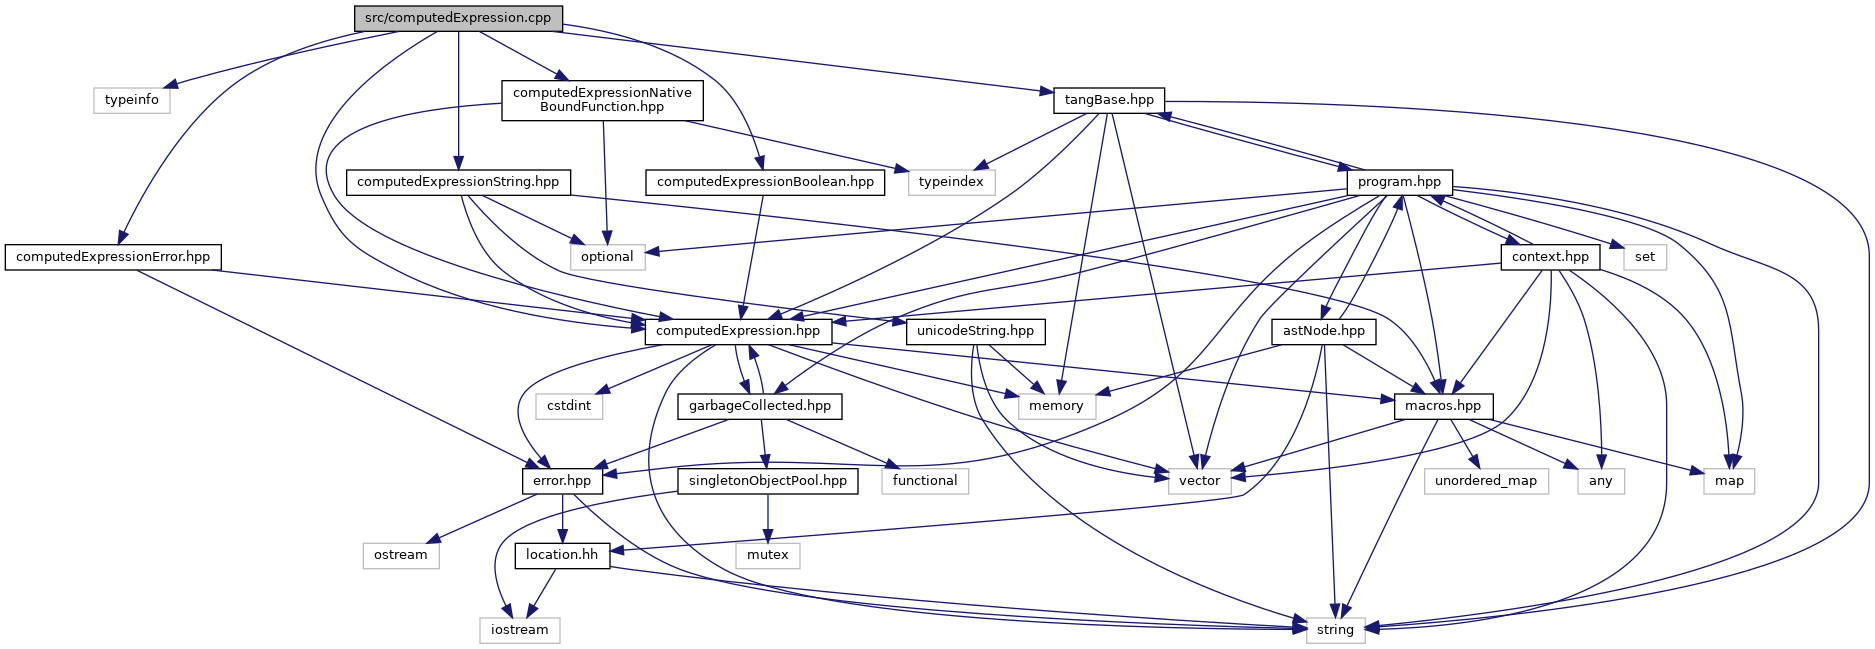 src/computedExpression.cpp
typeinfo
computedExpressionNative
BoundFunction.hpp
tangBase.hpp
computedExpressionString.hpp
computedExpressionBoolean.hpp
typeindex
program.hpp
computedExpressionError.hpp
optional
context.hpp
set
computedExpression.hpp
unicodeString.hpp
astNode.hpp
cstdint
garbageCollected.hpp
memory
macros.hpp
error.hpp
singletonObjectPool.hpp
functional
vector
unordered_map
any
map
ostream
location.hh
mutex
iostream
string